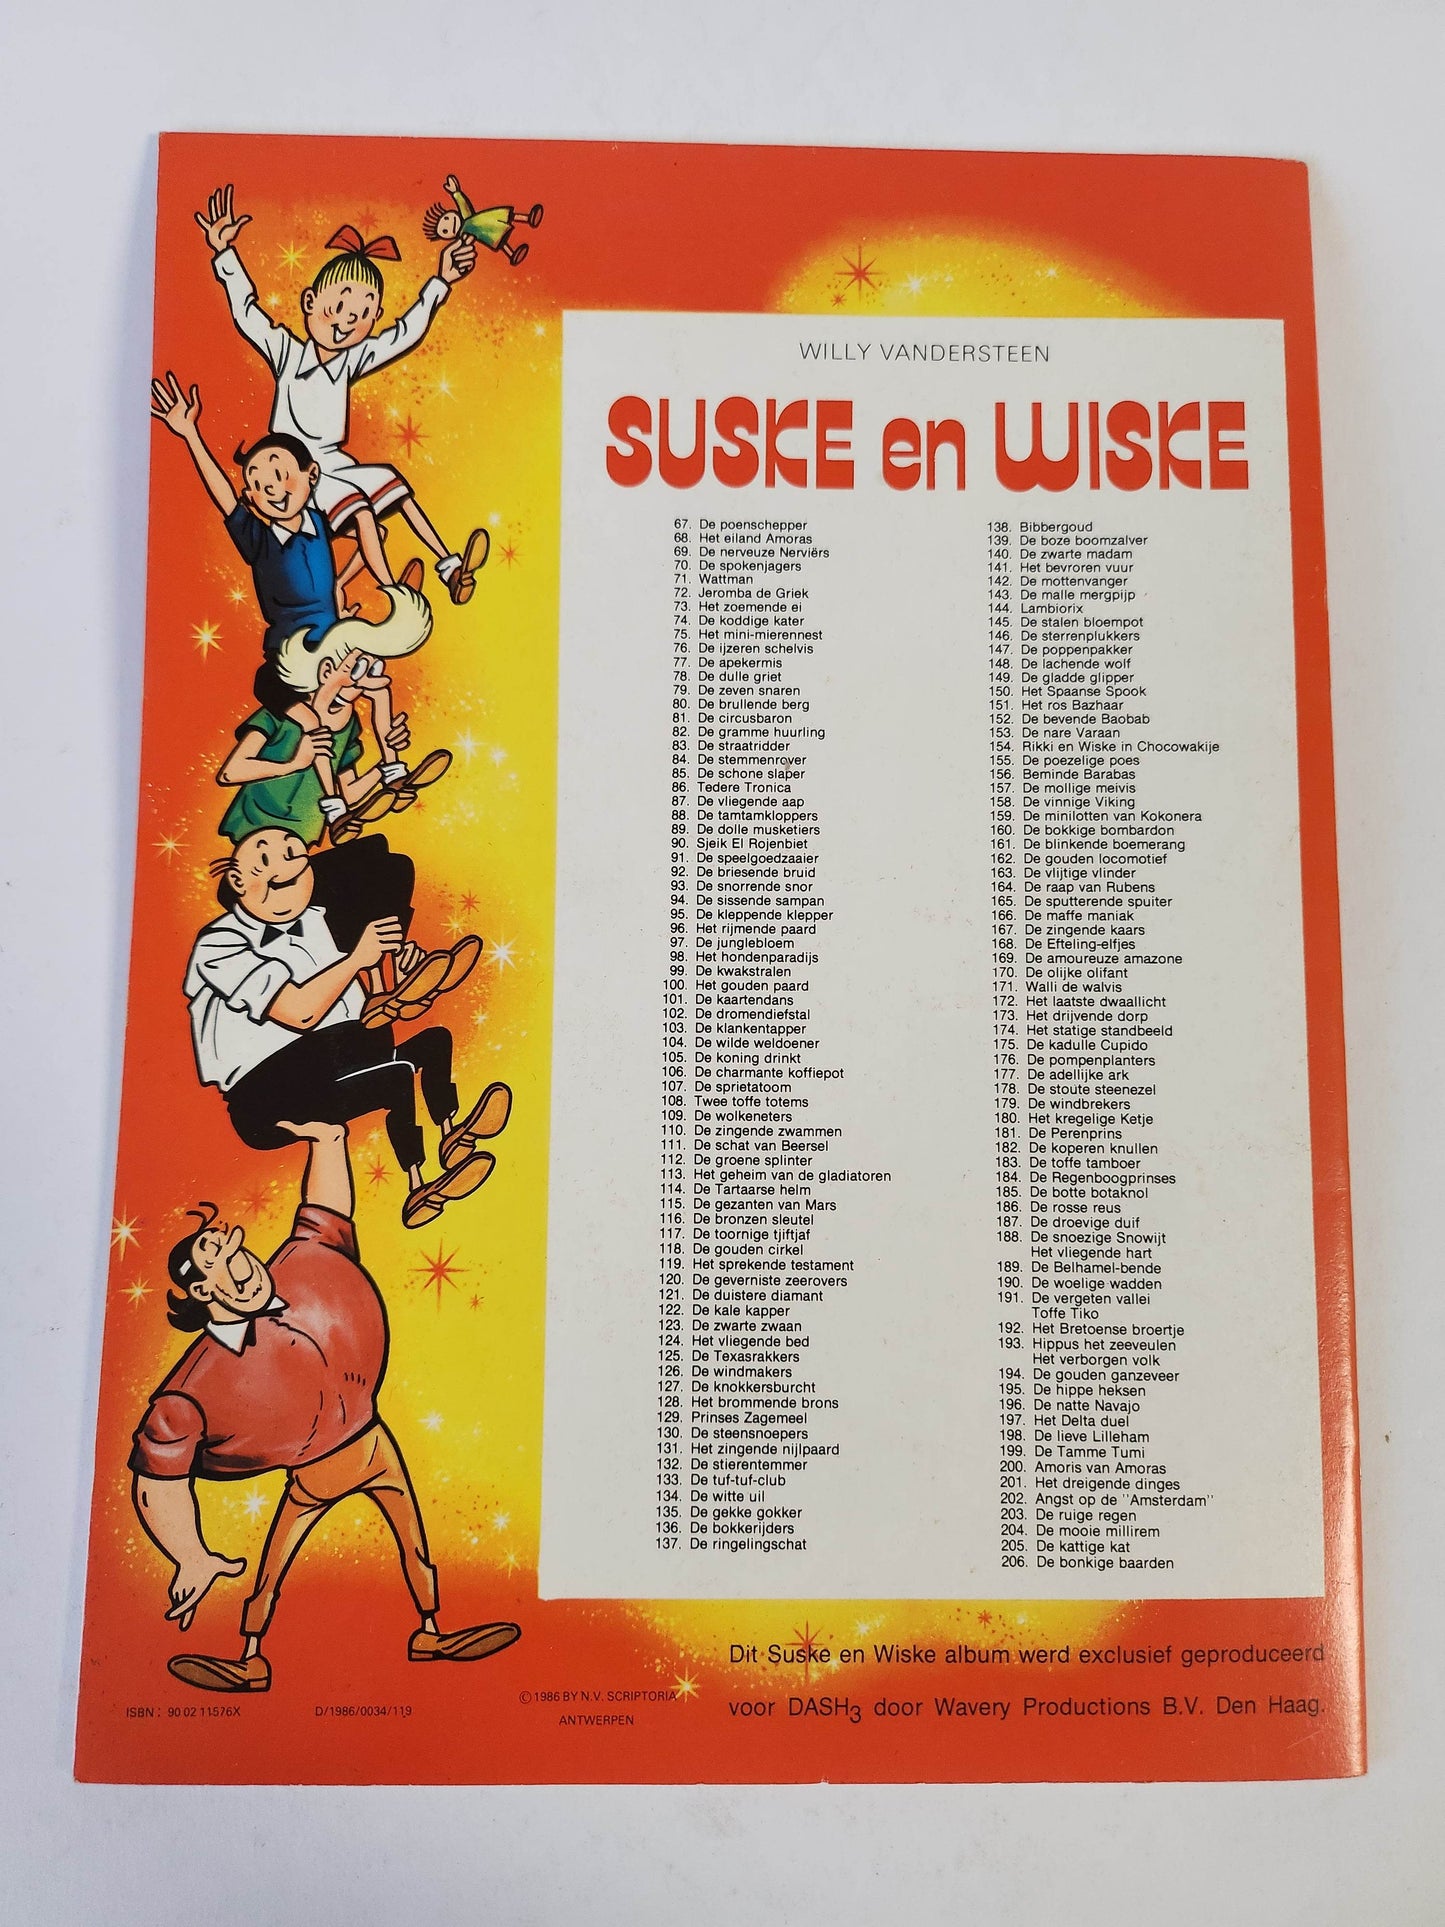 WILLY VANDERSTEEN
SUSKE en WISKE
67. De poenschepper
68. Het eiland Amoras
69. De nerveuze Nerviërs
70. De spokenjagers
71. Wattman
72. Jeromba de Griek
73. Het zoemende ei
74. De koddige kater
75. Het mini-mierennest
76. De ijzeren schelvis
77. De apekermis
78. De dulle griet
79. De zeven snaren
80. De brullende berg
81. De circusbaron
82. De gramme huurling
83. De straatridder
84. De stemmenrover
85. De schone slaper
86. Tedere Tronica
87. De vliegende aap
88. De tamtamkloppers
89. De dolle musketiers
90. Sjeik El Rojenbiet
91. De speelgoedzaaier
92. De briesende bruid
93. De snorrende snor
94. De sissende sampan
95. De kleppende klepper
96. Het rijmende paard
97. De junglebloem
98. Het hondenparadijs
99. De kwakstralen
100. Het gouden paard
101. De kaartendans
102. De dromendiefstal
103. De klankentapper
104. De wilde weldoener
105. De koning drinkt
106. De charmante koffiepot
107. De sprietatoom
108. Twee toffe totems
109. De wolkeneters
110. De zingende zwammen
111. De schat van Beersel
112. De groene splinter
113. Het geheim van de gladiatoren
114. De Tartaarse helm
115. De gezanten van Mars
116. De bronzen sleutel
117. De toornige tjiftjaf
118. De gouden cirkel
119. Het sprekende testament
120. De geverniste zeerovers
121. De duistere diamant
122. De kale kapper
123. De zwarte zwaan
124. Het vliegende bed
125. De Texasrakkers
126. De windmakers
127. De knokkersburcht
128. Het brommende brons
129. Prinses Zagemeel
130. De steensnoepers
131. Het zingende nijlpaard
132. De stierentemmer
133. De tuf-tuf-club
134. De witte uil
135. De gekke gokker
136. De bokkerijders
137. De ringelingschat
138. Bibbergoud
139. De boze boomzalver
140. De zwarte madam
141. Het bevroren vuur
142. De mottenvanger
143. De malle mergpijp
144. Lambiorix
145. De stalen bloempot
146. De sterrenplukkers
147. De poppenpakker
148. De lachende wolf
149. De gladde glipper
150. Het Spaanse Spook
151. Het ros Bazhaar
152. De bevende Baobab
153. De nare Varaan
154. Rikki en Wiske in Chocowakije
155. De poezelige poes
156. Beminde Barabas
157. De mollige meivis
158. De vinnige Viking
159. De minilotten van Kokonera
160. De bokkige bombardon
161. De blinkende boemerang
162. De gouden locomotief
163. De vlijtige vlinder
164. De raap van Rubens
165. De sputterende spuiter
166. De maffe maniak
167. De zingende kaars
168. De Efteling-elfjes
169. De amoureuze amazone
170. De olijke olifant
171. Walli de walvis
172. Het laatste dwaallicht
173. Het drijvende dorp
174. Het statige standbeeld
175. De kadulle Cupido
176. De pompenplanters
177. De adellijke ark
178. De stoute steenezel
179. De windbrekers
180. Het kregelige Ketje
181. De Perenprins
182. De koperen knullen
183. De toffe tamboer
184. De Regenboogprinses
185. De botte botaknol
186. De rosse reus
187. De droevige duif
188. De snoezige Snowijt
Het vliegende hart
189. De Belhamel-bende
190. De woelige wadden
191. De vergeten vallei
Toffe Tiko
192. Het Bretoense broertje
193. Hippus het zeeveulen
Het verborgen volk
194. De gouden ganzeveer
195. De hippe heksen
196. De natte Navajo
197. Het Delta duel
198. De lieve Lilleham
199. De Tamme Tumi
200. Amoris van Amoras
201. Het dreigende dinges
202. Angst op de ''Amsterdam''
203. De ruige regen
204. De mooie millirem
205. De kattige kat
206. De bonkige baarden
Dit Suske en Wiske album werd exclusief geproduceerd
voor DASH3 door Wavery Productions B.V. Den Haag.
ISBN : 90 02 11576X
D/1986/0034/119
© 1986 BY N.V. SCRIPTORIA
ANTWERPEN